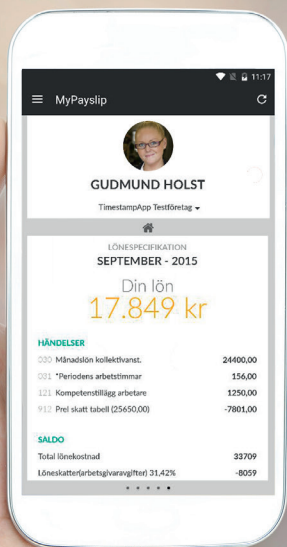 11:17
MyPayslip
GUDMUND HOLST
TimestampApp Testföretag
LÖNESPECIFIKATION
SEPTEMBER - 2015
Din lön
17.849 kr
HÄNDELSER
030 Månadslön kollektivanst. 24400,00
031 *Periodens arbetstimmar 156,00
121 Kompetenstillägg arbetare 1250,00
912 Prel skatt tabell (25650,00) -7801,00
SALDO
Total lönekostnad 33709
Löneskatter(arbetsgivaravgifter) 31,42% -8059